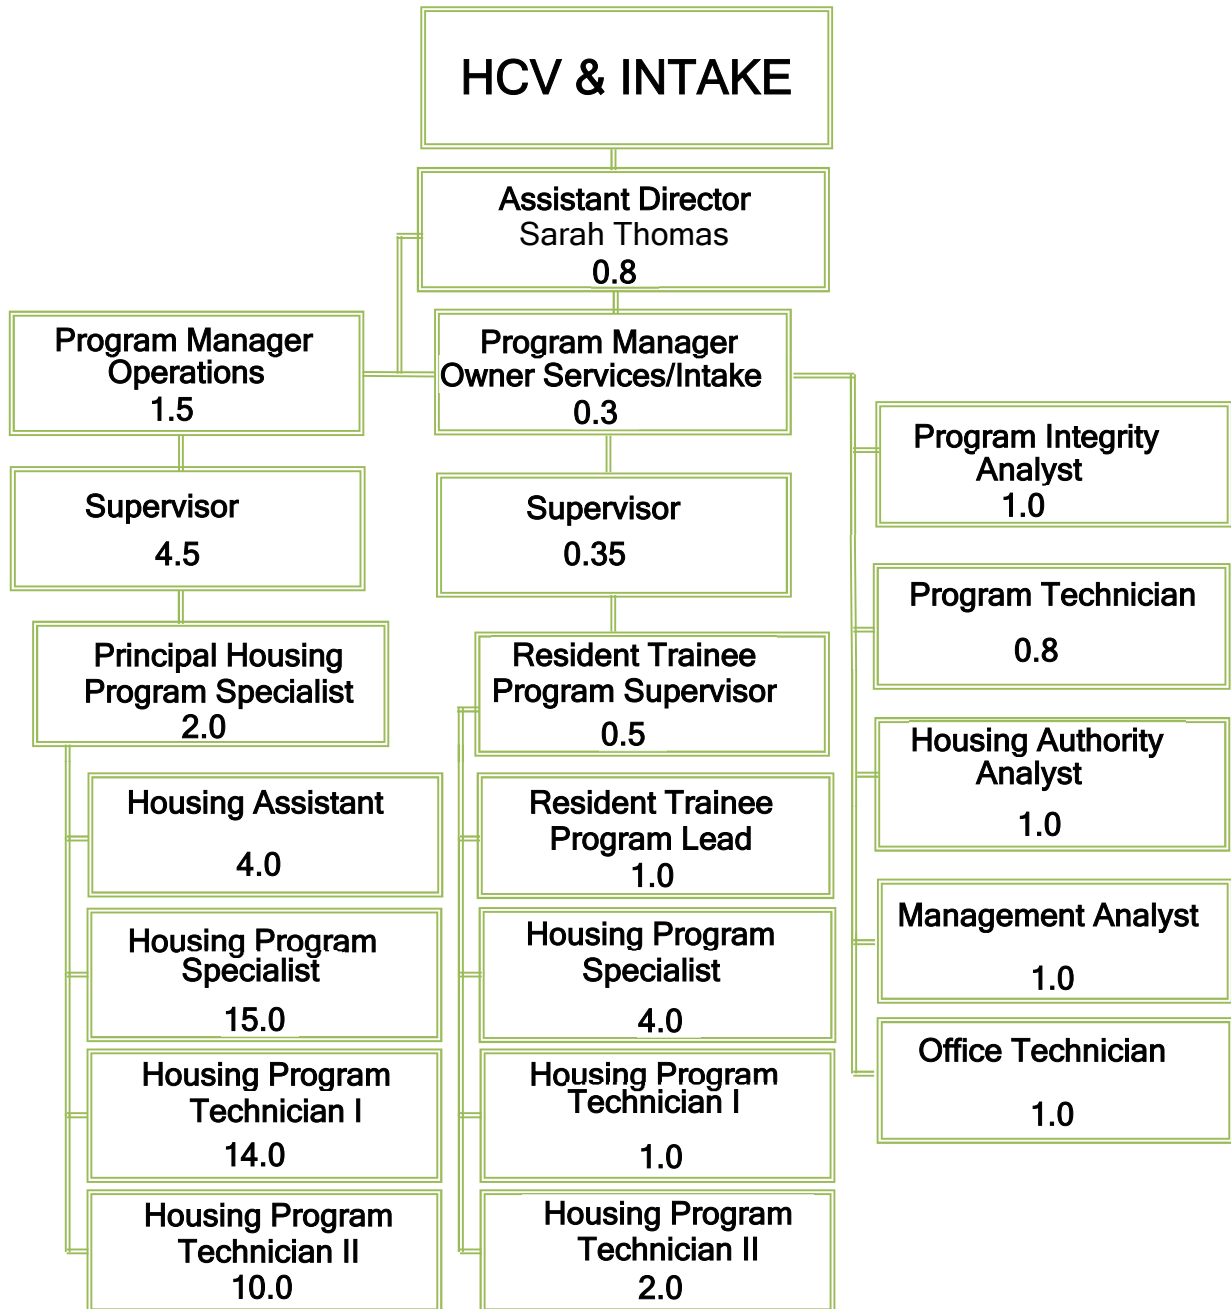 HCV & INTAKE
Assistant Director
Sarah Thomas
0.8
Program Manager
Operations
1.5
Program Manager
Owner Services/Intake
0.3
Supervisor
4.5
Supervisor
0.35
Principal Housing
Program Specialist
2.0
Resident Trainee
Program Supervisor
0.5
Housing Assistant
4.0
Housing Program
Specialist
15.0
Housing Program
Technician I
14.0
Housing Program
Technician II
10.0
Resident Trainee
Program Lead
1.0
Housing Program
Specialist
4.0
Housing Program
Technician I
1.0
Housing Program
Technician II
2.0
Program Integrity
Analyst
1.0
Program Technician
0.8
Housing Authority
Analyst
1.0
Management Analyst
1.0
Office Technician
1.0